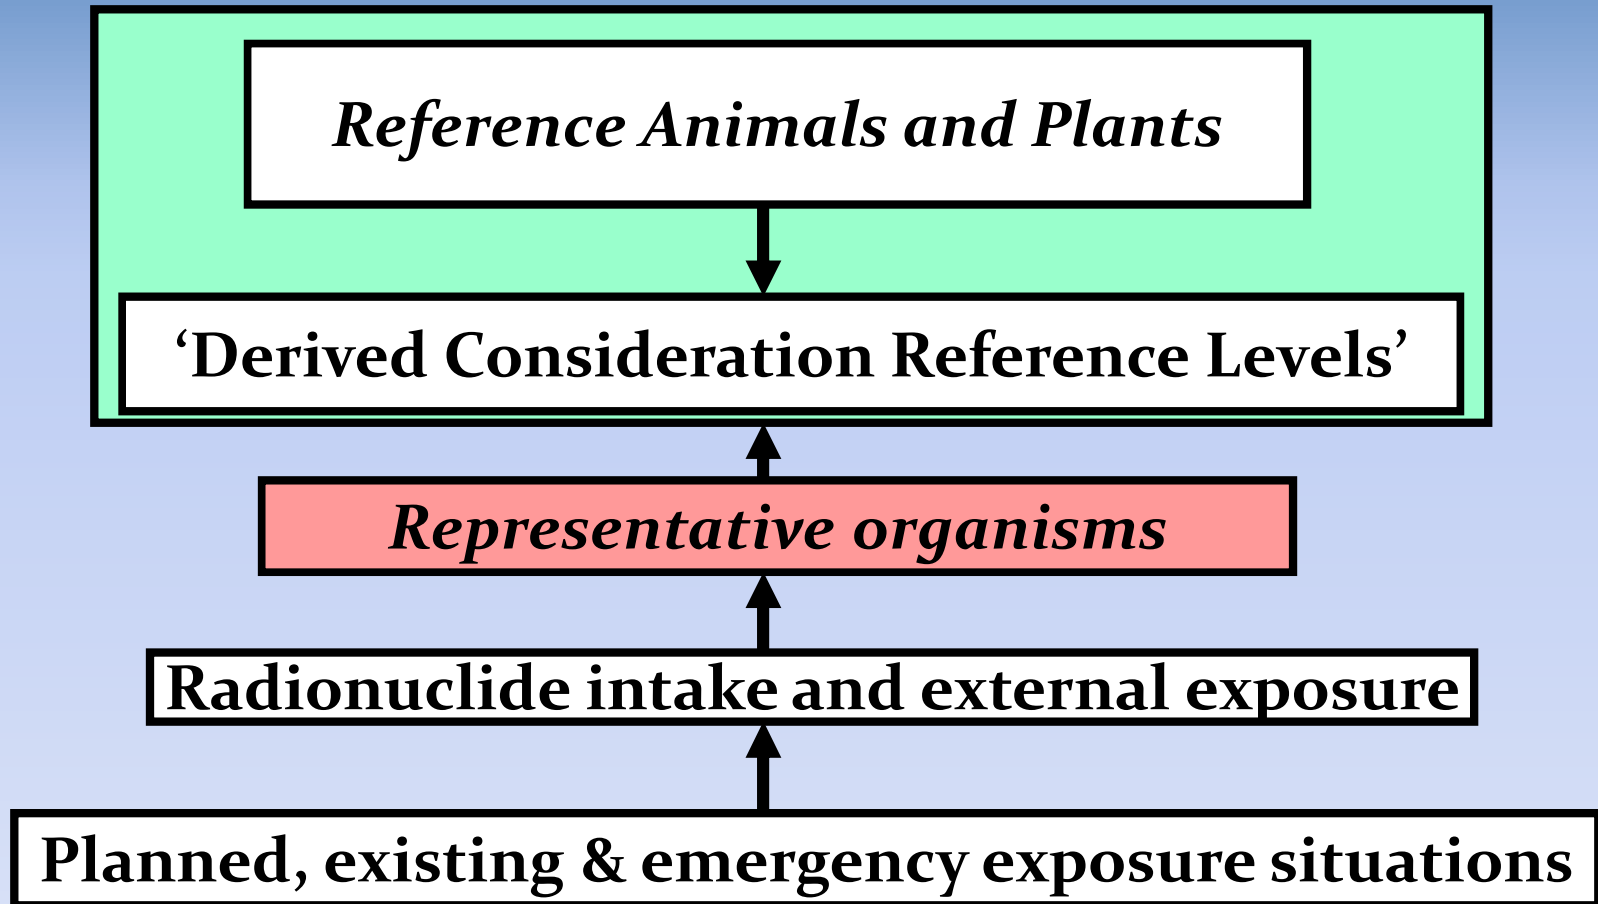 Reference Animals and Plants
‘Derived Consideration Reference Levels’
Representative organisms
Radionuclide intake and external exposure
Planned, existing & emergency exposure situations